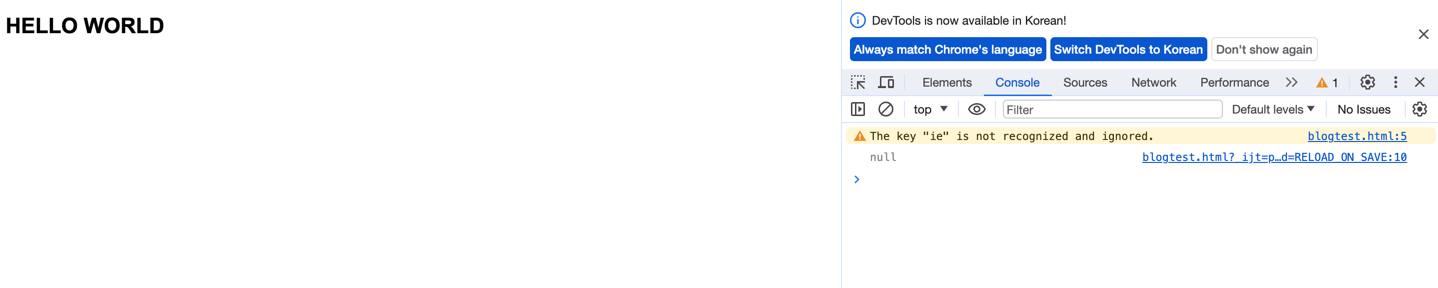 HELLO WORLD
DevTools is now available in Korean!
Always match Chrome's language Switch DevTools to Korean Don't show again
Elements Console Sources Network Performance 1
top Filter Default levels No Issues
The key "ie" is not recognized and ignored. blogtest.html:5
null blogtest.html?_ijt=p…d=RELOAD_ON_SAVE:10